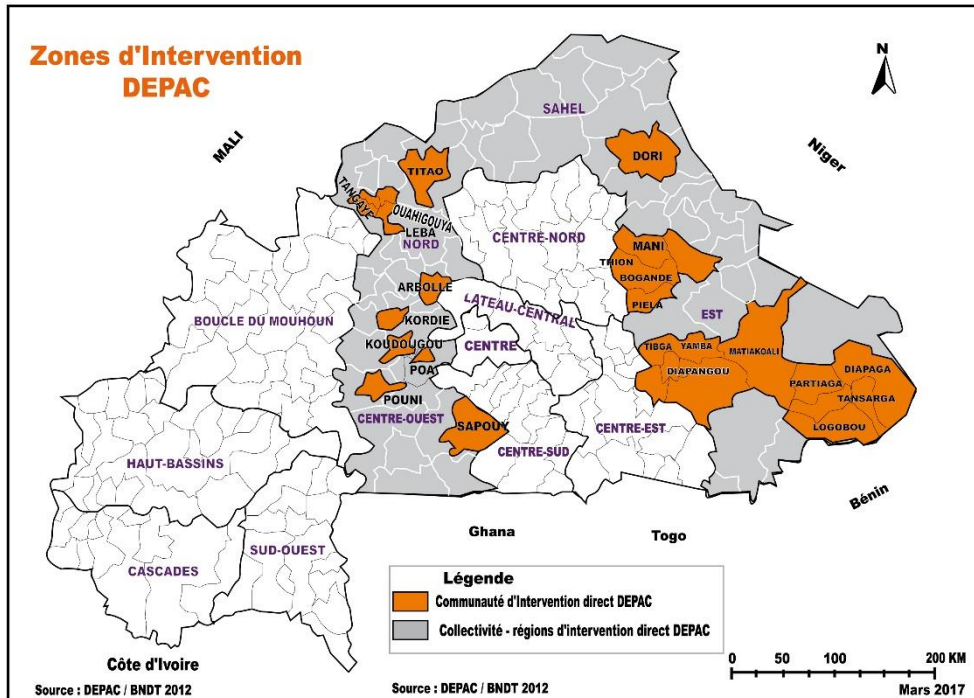 Zones d'Intervention
DEPAC
N
MALI
Niger
SAHEL
DORI
TITAO
TANGAYE
OUAHIGOUYA
LEBA
NORD
CENTRE-NORD
MANI
THION
BOGANDE
PIELA
ARBOLLE
LATEAU-CENTRAL
EST
BOUCLE DU MOUHOUN
KORDIE
KOUDOUGOU
CENTRE
POA
TIBGA
YAMBA
MATIAKOALI
DIAPANGOU
DIAPAGA
PARTIAGA
TANSARGA
LOGOBOU
POUNI
CENTRE-OUEST
SAPOUY
CENTRE-EST
CENTRE-SUD
HAUT-BASSINS
Bénin
Ghana
Togo
SUD-OUEST
CASCADES
Légende
Communauté d'Intervention direct DEPAC
Collectivité - régions d'intervention direct DEPAC
Côte d'Ivoire
0 50 100 200 KM
Source : DEPAC / BNDT 2012
Source : DEPAC / BNDT 2012
Mars 2017